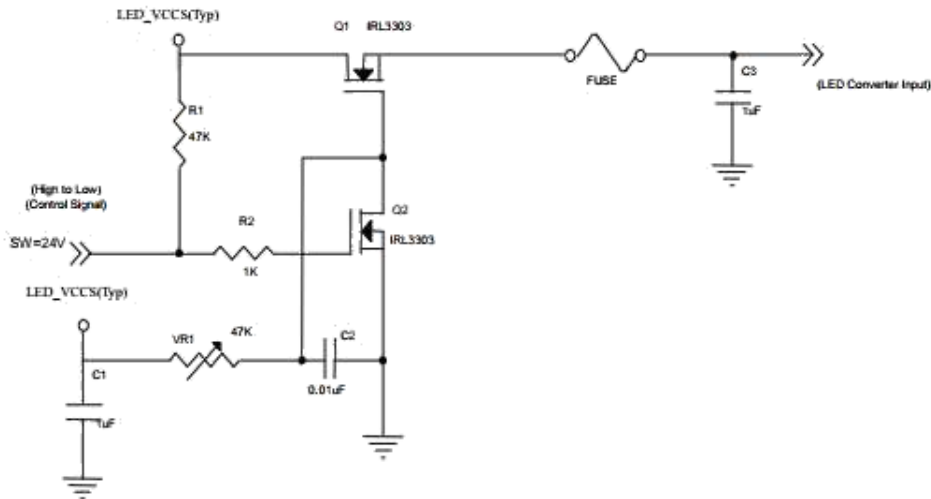 LED_VCCS(Typ)
Q1 IRL3303
FUSE
C3
1uF
(LED Converter Input)
R1
47K
(High to Low)
(Control Signal)
SW=24V
R2
1K
Q2
IRL3303
LED_VCCS(Typ)
VR1
47K
C2
0.01uF
C1
1uF